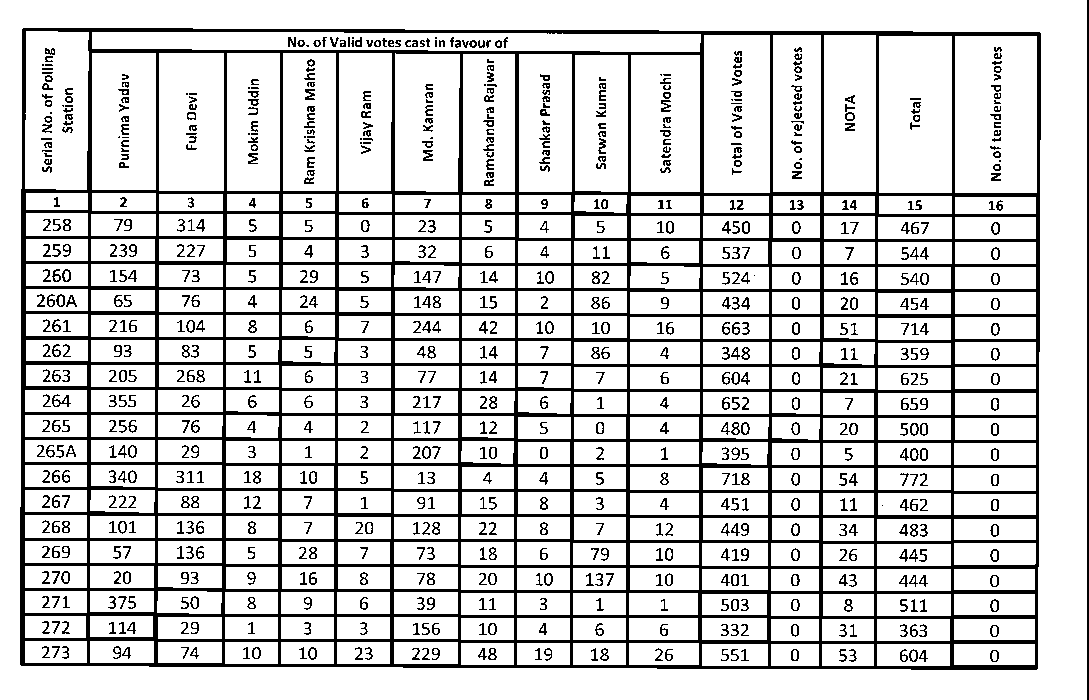 No. of Valid votes cast in favour of
Serial No. of Polling Station Purnima Yadav Fula Devi Mokim Uddin Ram Krishna Mahto Vijay Ram Md. Kamran Ramchandra Rajwar Shankar Prasad Sarwan Kumar Satendra Mochi Total of Valid Votes No. of rejected votes NOTA Total No.of tendered votes
1 2 3 4 5 6 7 8 9 10 11 12 13 14 15 16
258 79 314 5 5 0 23 5 4 5 10 450 0 17 467 0
259 239 227 5 4 3 32 6 4 11 6 537 0 7 544 0
260 154 73 5 29 5 147 14 10 82 5 524 0 16 540 0
260A 65 76 4 24 5 148 15 2 86 9 434 0 20 454 0
261 216 104 8 6 7 244 42 10 10 16 663 0 51 714 0
262 93 83 5 5 3 48 14 7 86 4 348 0 11 359 0
263 205 268 11 6 3 77 14 7 7 6 604 0 21 625 0
264 355 26 6 6 3 217 28 6 1 4 652 0 7 659 0
265 256 76 4 4 2 117 12 5 0 4 480 0 20 500 0
265A 140 29 3 1 2 207 10 0 2 1 395 0 5 400 0
266 340 311 18 10 5 13 4 4 5 8 718 0 54 772 0
267 222 88 12 7 1 91 15 8 3 4 451 0 11 462 0
268 101 136 8 7 20 128 22 8 7 12 449 0 34 483 0
269 57 136 5 28 7 73 18 6 79 10 419 0 26 445 0
270 20 93 9 16 8 78 20 10 137 10 401 0 43 444 0
271 375 50 8 9 6 39 11 3 1 1 503 0 8 511 0
272 114 29 1 3 3 156 10 4 6 6 332 0 31 363 0
273 94 74 10 10 23 229 48 19 18 26 551 0 53 604 0